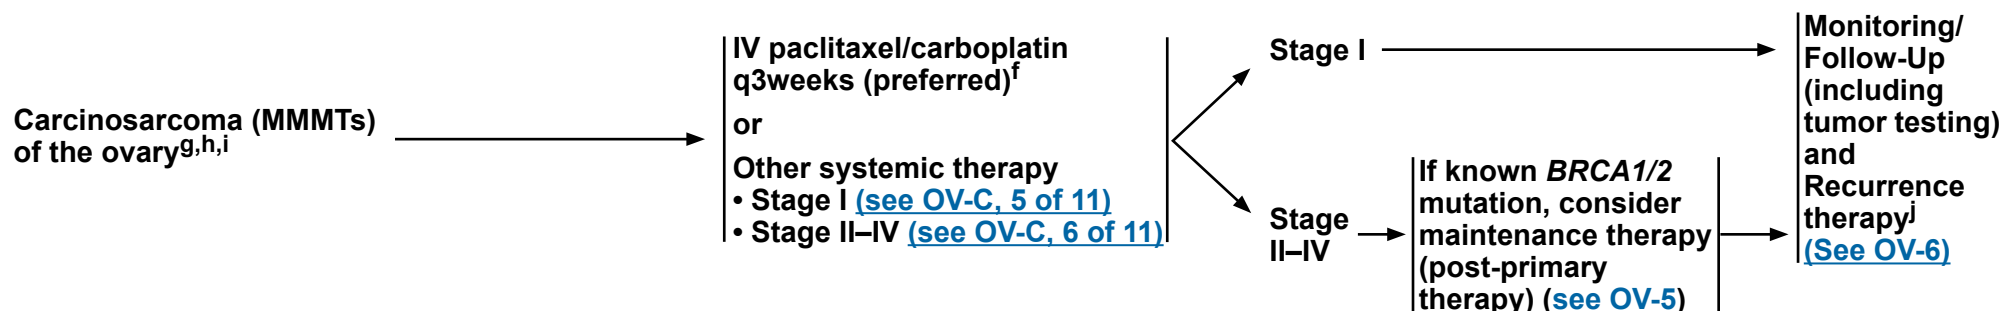 Carcinosarcoma (MMMTs)
of the ovaryg,h,i
IV paclitaxel/carboplatin
q3weeks (preferred)f
or
Other systemic therapy
• Stage I (see OV-C, 5 of 11)
• Stage II–IV (see OV-C, 6 of 11)
Stage I
Stage
II–IV
If known BRCA1/2
mutation, consider
maintenance therapy
(post-primary
therapy) (see OV-5)
Monitoring/
Follow-Up
(including
tumor testing)
and
Recurrence
therapyj
(See OV-6)